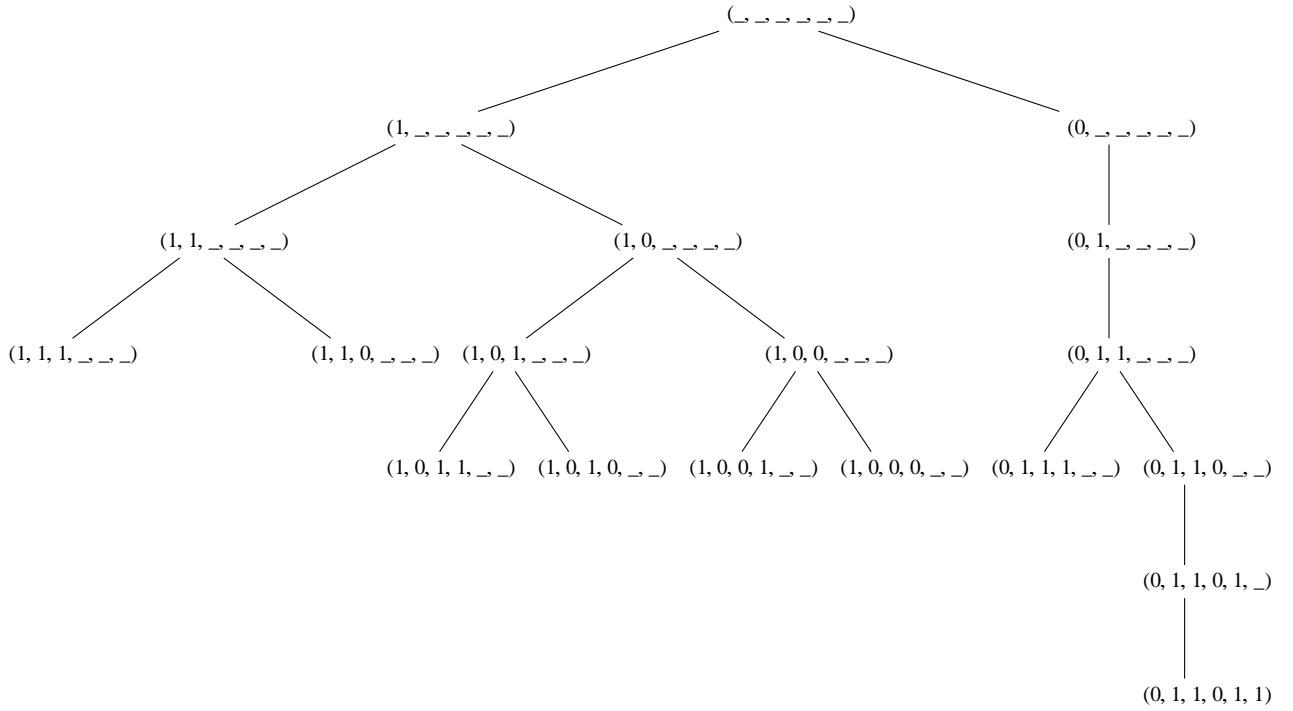 (_, _, _, _, _, _)
(1, _, _, _, _, _) (0, _, _, _, _, _)
(1, 1, _, _, _, _) (1, 0, _, _, _, _) (0, 1, _, _, _, _)
(1, 1, 1, _, _, _) (1, 1, 0, _, _, _) (1, 0, 1, _, _, _) (1, 0, 0, _, _, _) (0, 1, 1, _, _, _)
(1, 0, 1, 1, _, _) (1, 0, 1, 0, _, _) (1, 0, 0, 1, _, _) (1, 0, 0, 0, _, _) (0, 1, 1, 1, _, _) (0, 1, 1, 0, _, _)
(0, 1, 1, 0, 1, _)
(0, 1, 1, 0, 1, 1)